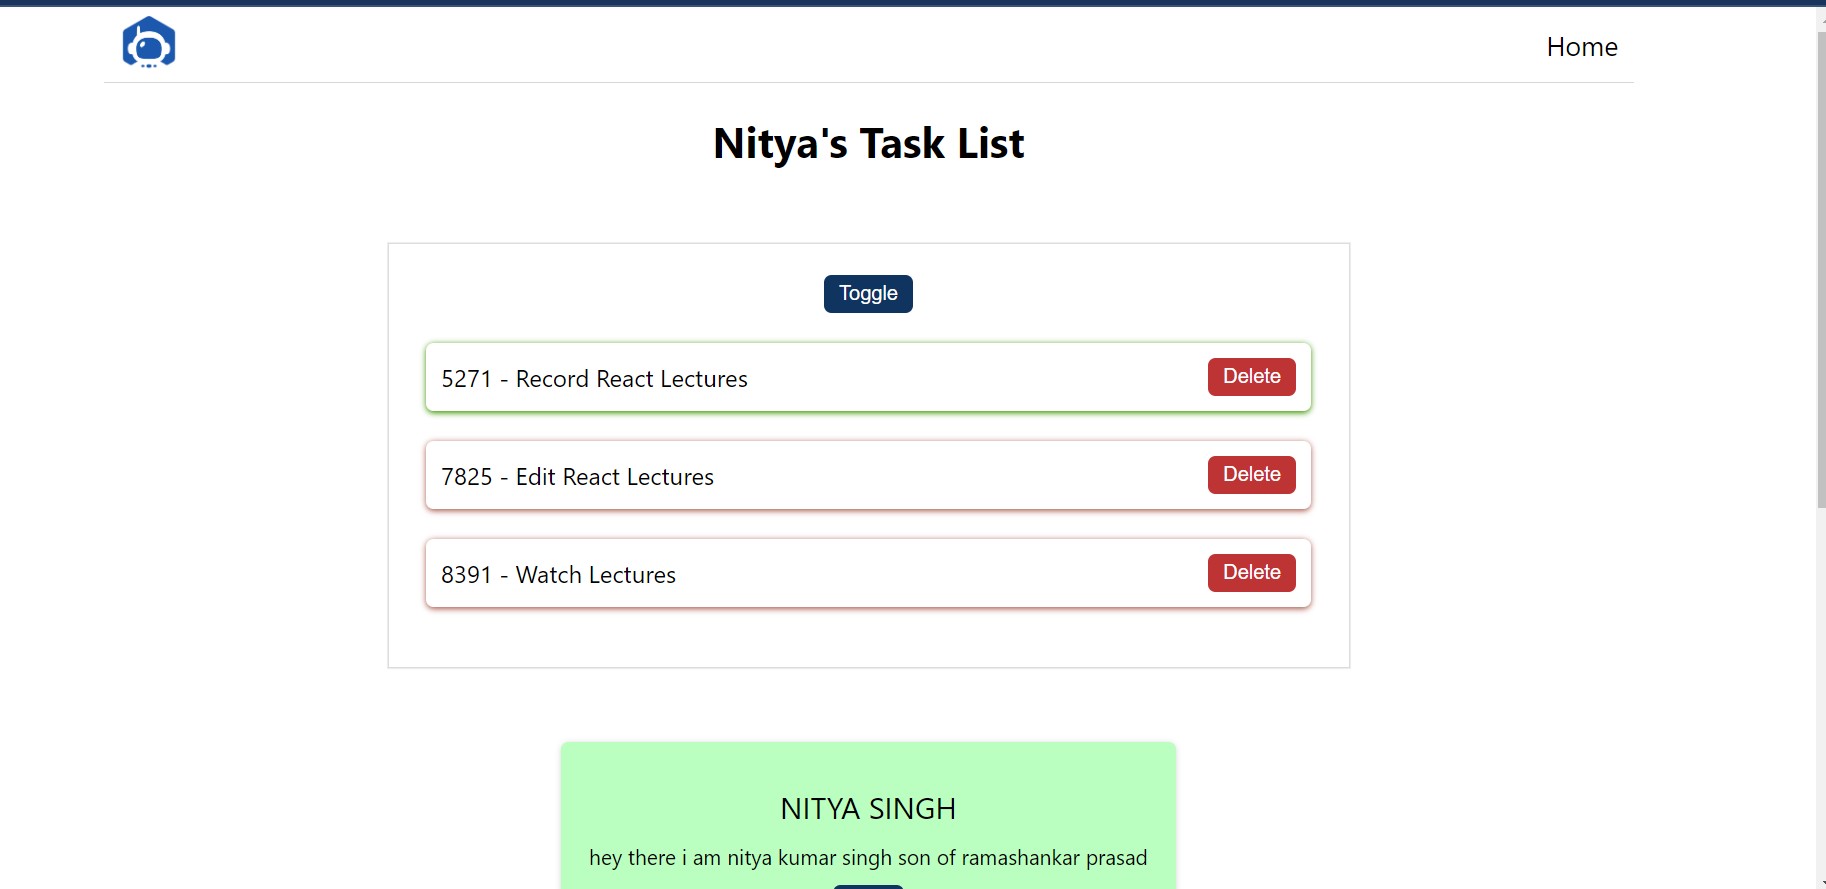 Home
Nitya's Task List
Toggle
5271 - Record React Lectures
Delete
7825 - Edit React Lectures
Delete
8391 - Watch Lectures
Delete
NITYA SINGH
hey there i am nitya kumar singh son of ramashankar prasad